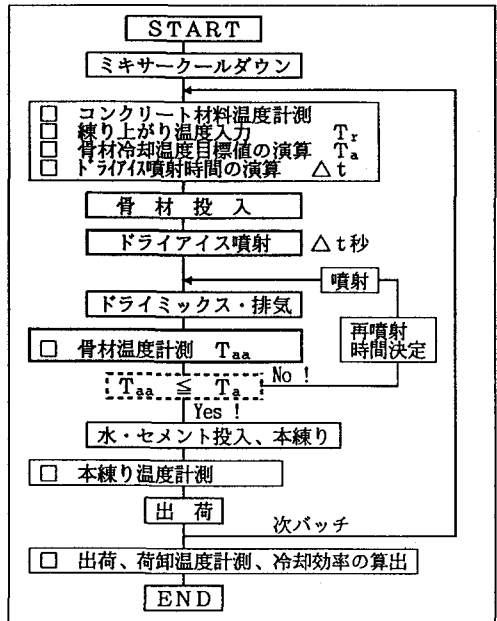 START
ミキサークールダウン
□ コンクリート材料温度計測
□ 練り上がり温度入力 Tr
□ 骨材冷却温度目標値の演算 Ta
□ ドライアイス噴射時間の演算 △t
骨材投入
ドライアイス噴射 △t秒
噴射
ドライミックス・排気
再噴射
時間決定
□ 骨材温度計測 Taa
Taa ≦ Ta No !
Yes !
水・セメント投入、本練り
□ 本練り温度計測
出荷
次バッチ
□ 出荷、荷卸温度計測、冷却効率の算出
END